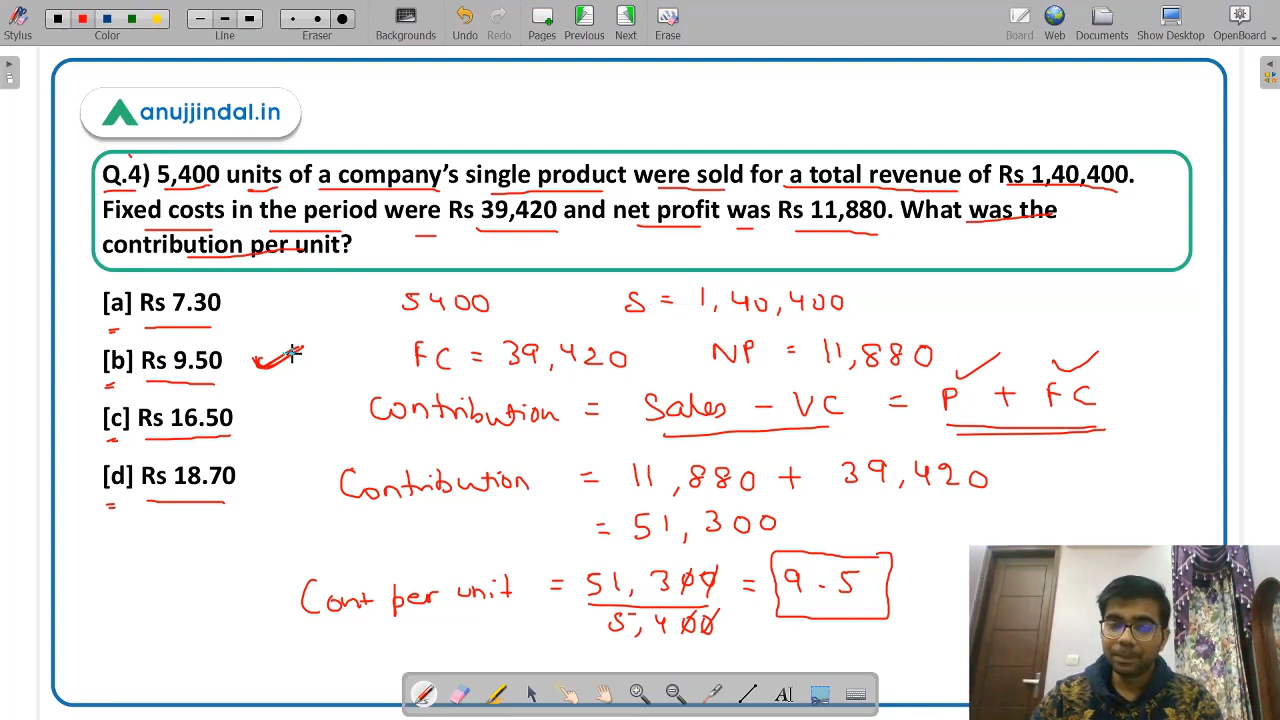 Stylus Color Line Eraser Backgrounds Undo Redo Pages Previous Next Erase Board Web Documents Show Desktop OpenBoard
anujjindal.in
Q.4) 5,400 units of a company's single product were sold for a total revenue of Rs 1,40,400.
Fixed costs in the period were Rs 39,420 and net profit was Rs 11,880. What was the
contribution per unit?
[a] Rs 7.30
5400 S = 1,40,400
[b] Rs 9.50
FC = 39,420 NP = 11,880
Contribution = Sales - VC = P + FC
[c] Rs 16.50
[d] Rs 18.70
Contribution = 11,880 + 39,420
= 51,300
Cont per unit = 51,300 = 9.5
5,400